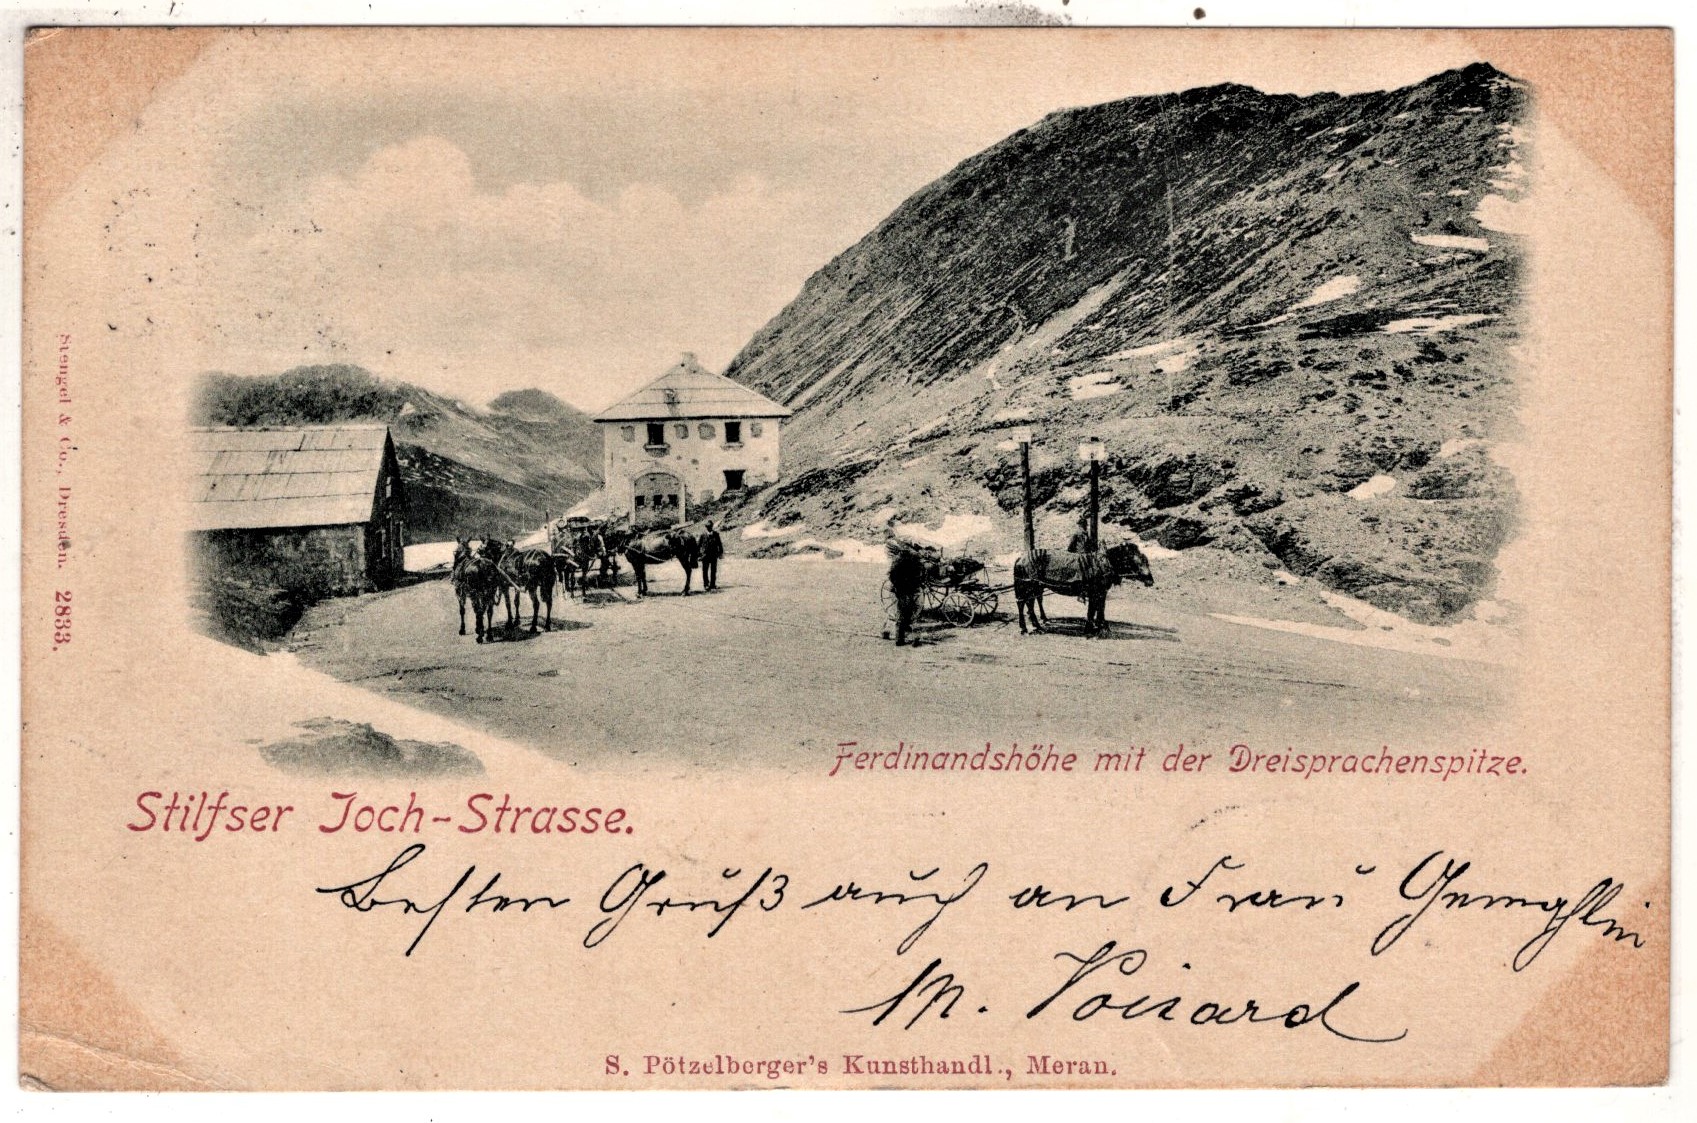 Stengel & Co., Dresden. 2833.
Ferdinandshöhe mit der Dreisprachenspitze.
Stilfser Joch-Strasse.
Besten Gruß auch an Frau Gemahlin
M. Voisard
S. Pötzelberger's Kunsthandl., Meran.